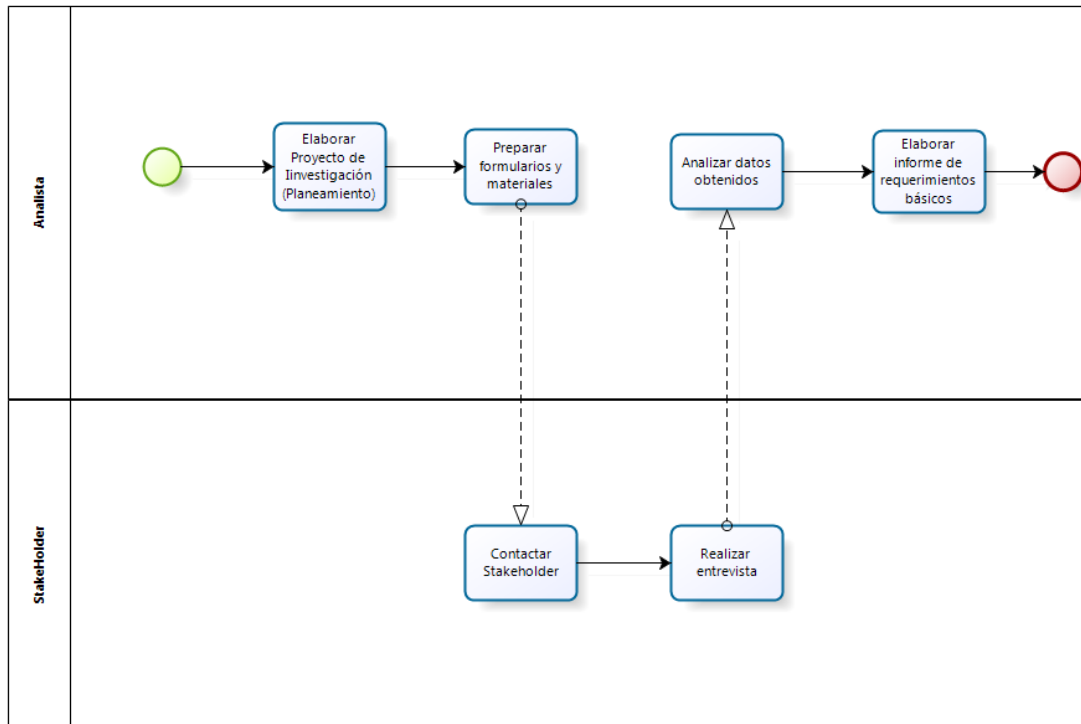 Analista
Elaborar
Proyecto de
Iinvestigación
(Planeamiento)
Preparar
formularios y
materiales
Analizar datos
obtenidos
Elaborar
informe de
requerimientos
básicos
StakeHolder
Contactar
Stakeholder
Realizar
entrevista